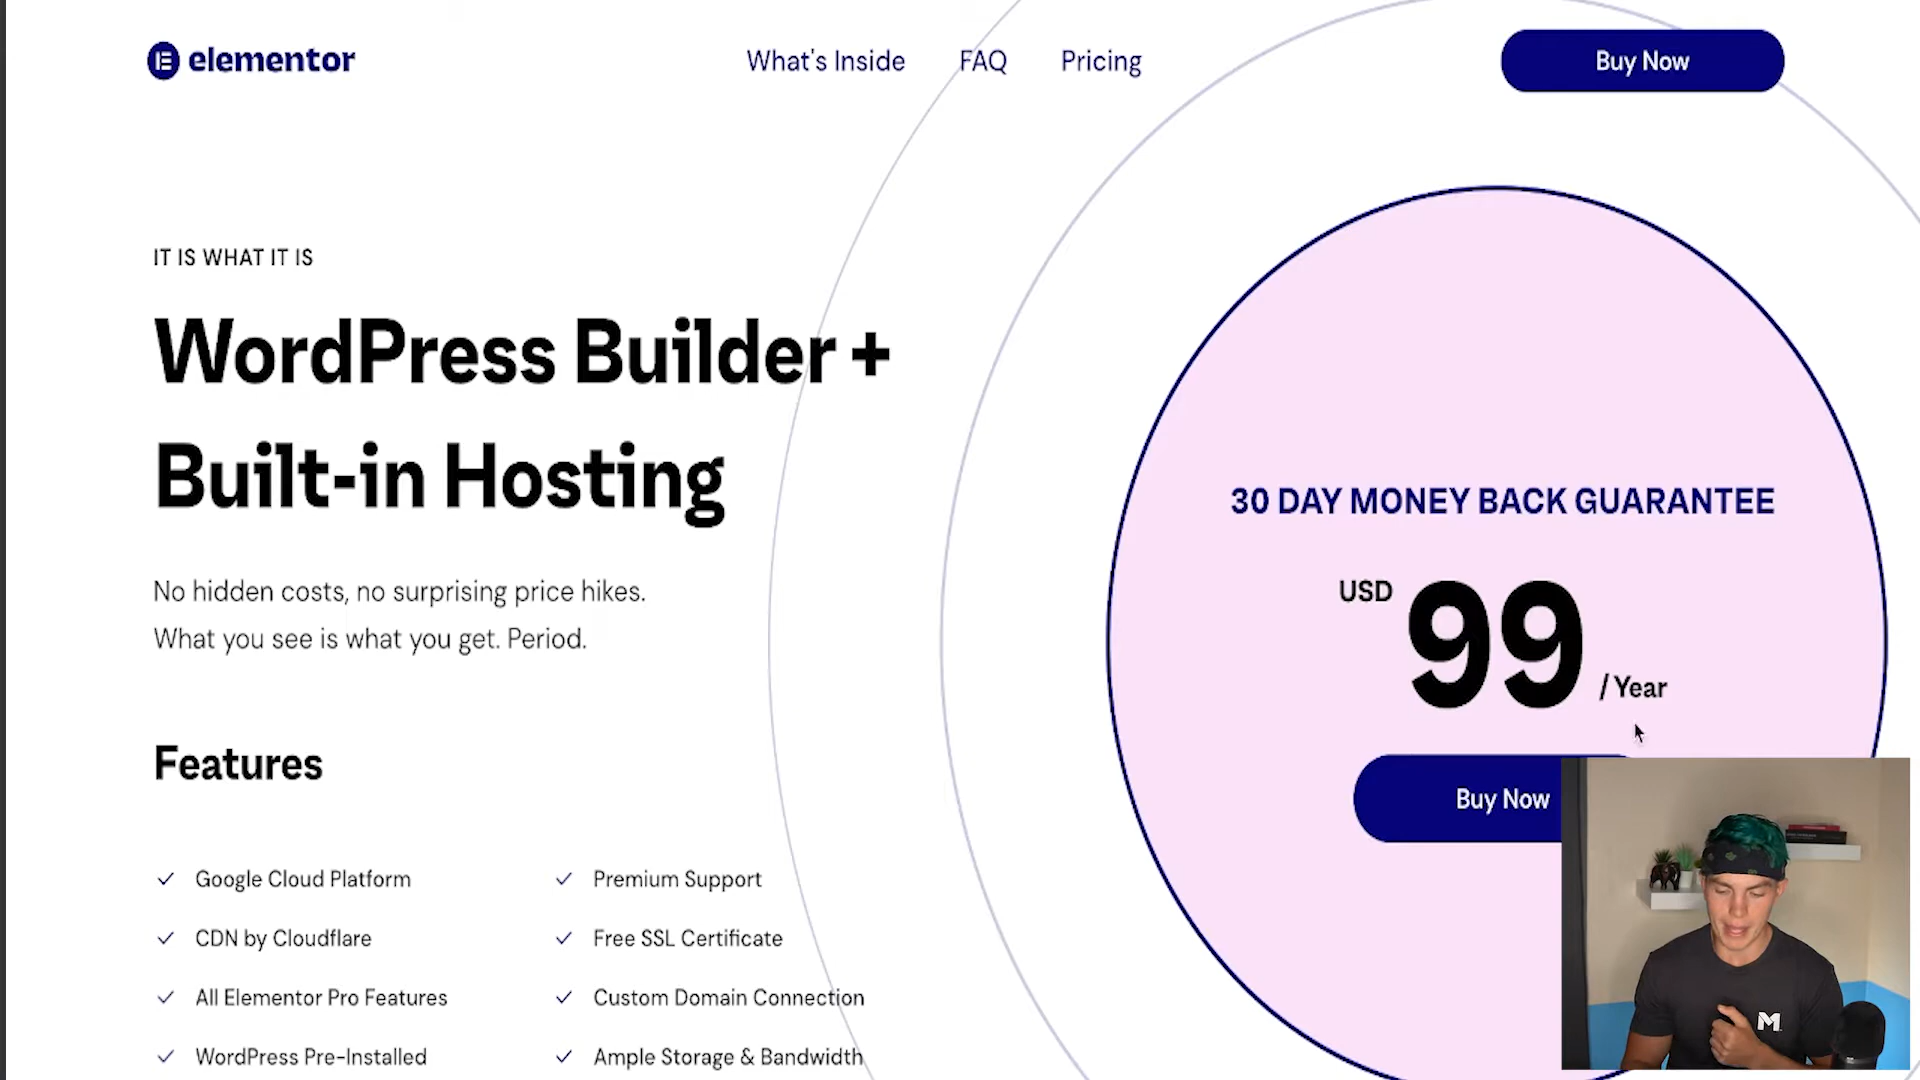 elementor
What's Inside
FAQ
Pricing
Buy Now
IT IS WHAT IT IS
WordPress Builder +
Built-in Hosting
No hidden costs, no surprising price hikes.
What you see is what you get. Period.
30 DAY MONEY BACK GUARANTEE
USD 99 / Year
Buy Now
Features
Google Cloud Platform
Premium Support
CDN by Cloudflare
Free SSL Certificate
All Elementor Pro Features
Custom Domain Connection
WordPress Pre-Installed
Ample Storage & Bandwidth
M